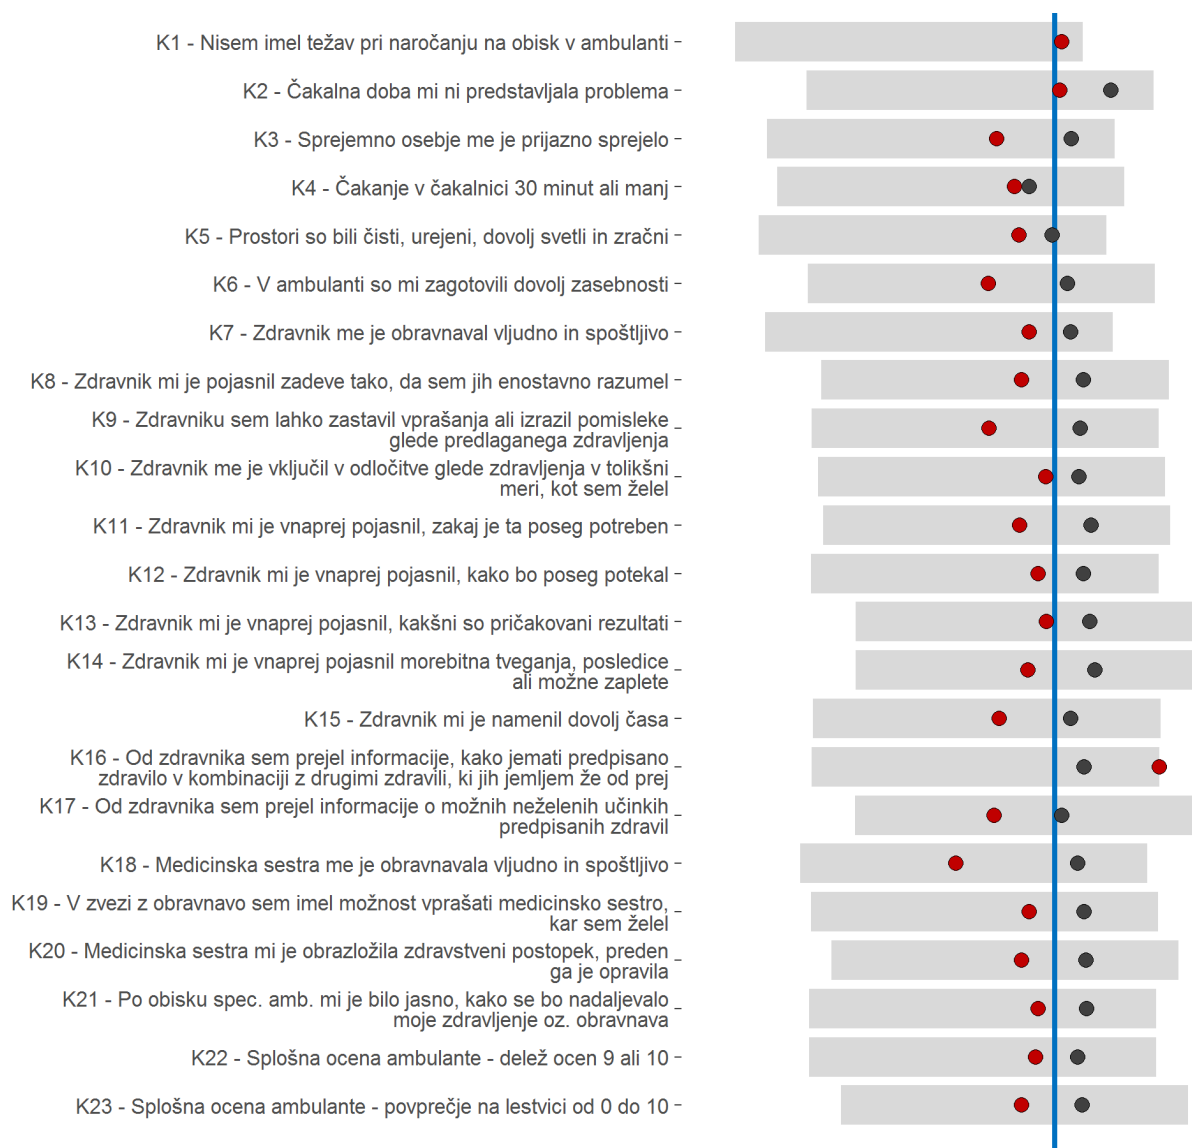 K1 - Nisem imel težav pri naročanju na obisk v ambulanti
K2 - Čakalna doba mi ni predstavljala problema
K3 - Sprejemno osebje me je prijazno sprejelo
K4 - Čakanje v čakalnici 30 minut ali manj
K5 - Prostori so bili čisti, urejeni, dovolj svetli in zračni
K6 - V ambulanti so mi zagotovili dovolj zasebnosti
K7 - Zdravnik me je obravnaval vljudno in spoštljivo
K8 - Zdravnik mi je pojasnil zadeve tako, da sem jih enostavno razumel
K9 - Zdravniku sem lahko zastavil vprašanja ali izrazil pomisleke
glede predlaganega zdravljenja
K10 - Zdravnik me je vključil v odločitve glede zdravljenja v tolikšni
meri, kot sem želel
K11 - Zdravnik mi je vnaprej pojasnil, zakaj je ta poseg potreben
K12 - Zdravnik mi je vnaprej pojasnil, kako bo poseg potekal
K13 - Zdravnik mi je vnaprej pojasnil, kakšni so pričakovani rezultati
K14 - Zdravnik mi je vnaprej pojasnil morebitna tveganja, posledice
ali možne zaplete
K15 - Zdravnik mi je namenil dovolj časa
K16 - Od zdravnika sem prejel informacije, kako jemati predpisano
zdravilo v kombinaciji z drugimi zdravili, ki jih jemljem že od prej
K17 - Od zdravnika sem prejel informacije o možnih neželenih učinkih
predpisanih zdravil
K18 - Medicinska sestra me je obravnavala vljudno in spoštljivo
K19 - V zvezi z obravnavo sem imel možnost vprašati medicinsko sestro,
kar sem želel
K20 - Medicinska sestra mi je obrazložila zdravstveni postopek, preden
ga je opravila
K21 - Po obisku spec. amb. mi je bilo jasno, kako se bo nadaljevalo
moje zdravljenje oz. obravnava
K22 - Splošna ocena ambulante - delež ocen 9 ali 10
K23 - Splošna ocena ambulante - povprečje na lestvici od 0 do 10